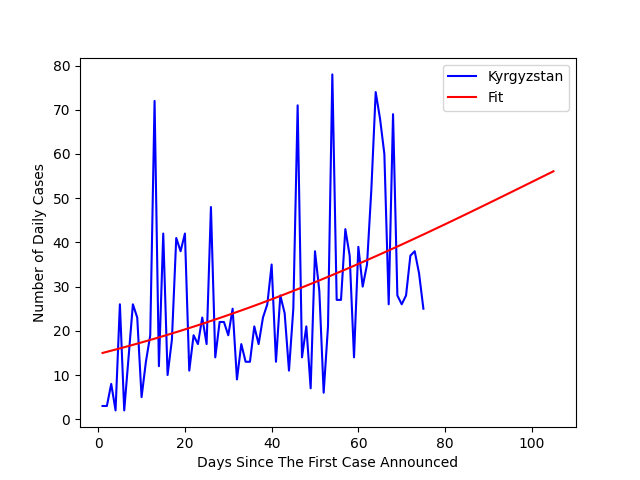 Kyrgyzstan
Fit
Number of Daily Cases
80
70
60
50
40
30
20
10
0
0 20 40 60 80 100
Days Since The First Case Announced